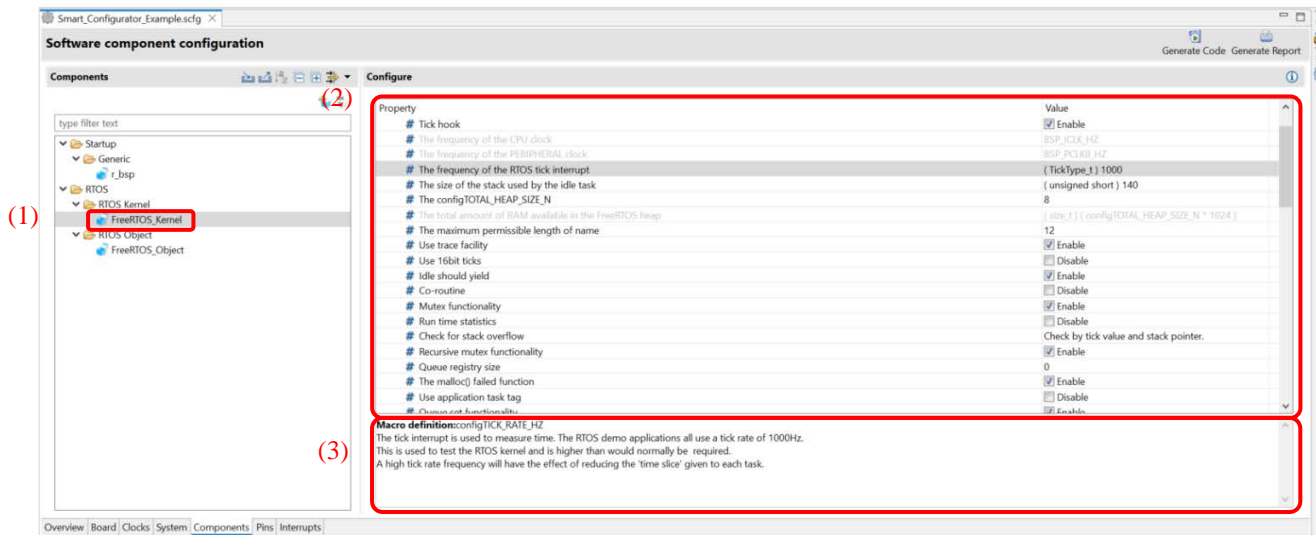 Smart_Configurator_Example.scfg
Software component configuration
Generate Code Generate Report
Components
Configure
(2)
type filter text
Startup
Generic
r_bsp
RTOS
RTOS Kernel
(1)
FreeRTOS_Kernel
RTOS Object
FreeRTOS_Object
Property Value
# Tick hook Enable
# The frequency of the CPU clock BSP_ICLK_HZ
# The frequency of the PERIPHERAL clock BSP_PCLKB_HZ
# The frequency of the RTOS tick interrupt ( TickType_t ) 1000
# The size of the stack used by the idle task ( unsigned short ) 140
# The configTOTAL_HEAP_SIZE_N 8
# The total amount of RAM available in the FreeRTOS heap ( size_t ) ( configTOTAL_HEAP_SIZE_N * 1024 )
# The maximum permissible length of name 12
# Use trace facility Enable
# Use 16bit ticks Disable
# Idle should yield Enable
# Co-routine Disable
# Mutex functionality Enable
# Run time statistics Disable
# Check for stack overflow Check by tick value and stack pointer.
# Recursive mutex functionality Enable
# Queue registry size 0
# The malloc() failed function Enable
# Use application task tag Disable
# Queue set functionality Enable
(3)
Macro definition:configTICK_RATE_HZ
The tick interrupt is used to measure time. The RTOS demo applications all use a tick rate of 1000Hz.
This is used to test the RTOS kernel and is higher than would normally be required.
A high tick rate frequency will have the effect of reducing the 'time slice' given to each task.
Overview Board Clocks System Components Pins Interrupts